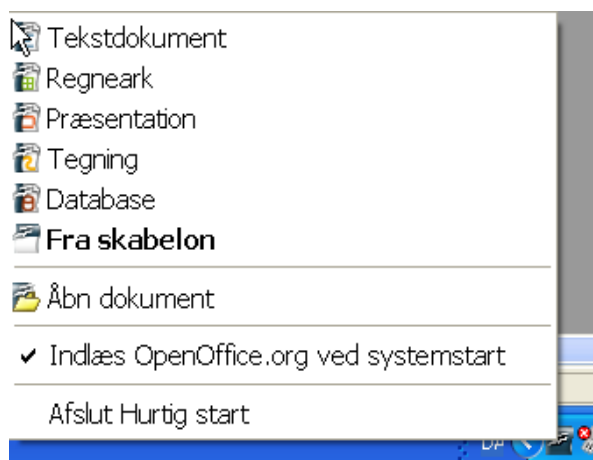 Tekstdokument
Regneark
Præsentation
Tegning
Database
Fra skabelon
Åbn dokument
Indlæs OpenOffice.org ved systemstart
Afslut Hurtig start